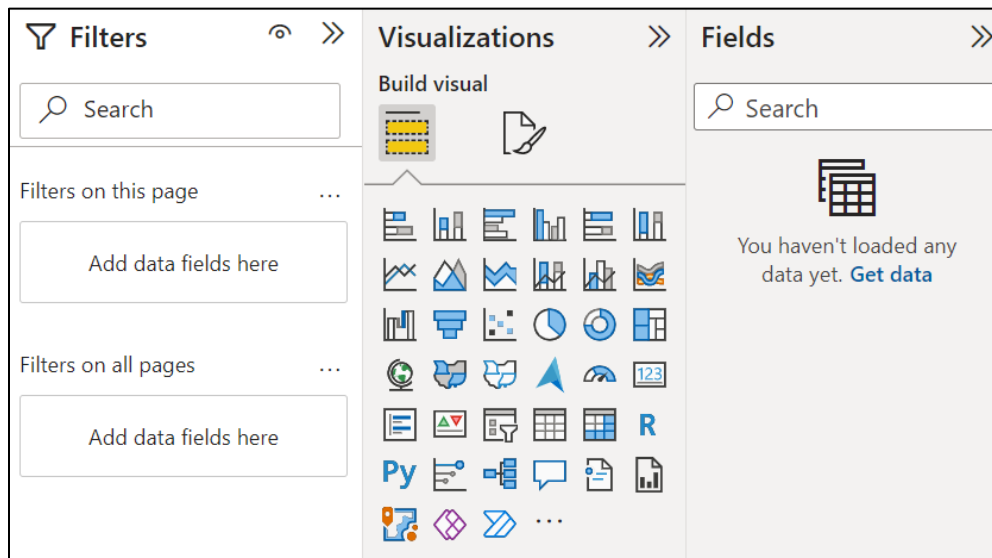 Filters
Search
Filters on this page
...
Add data fields here
Filters on all pages
...
Add data fields here
Visualizations
Build visual
123
R
Py
...
Fields
Search
You haven't loaded any
data yet. Get data